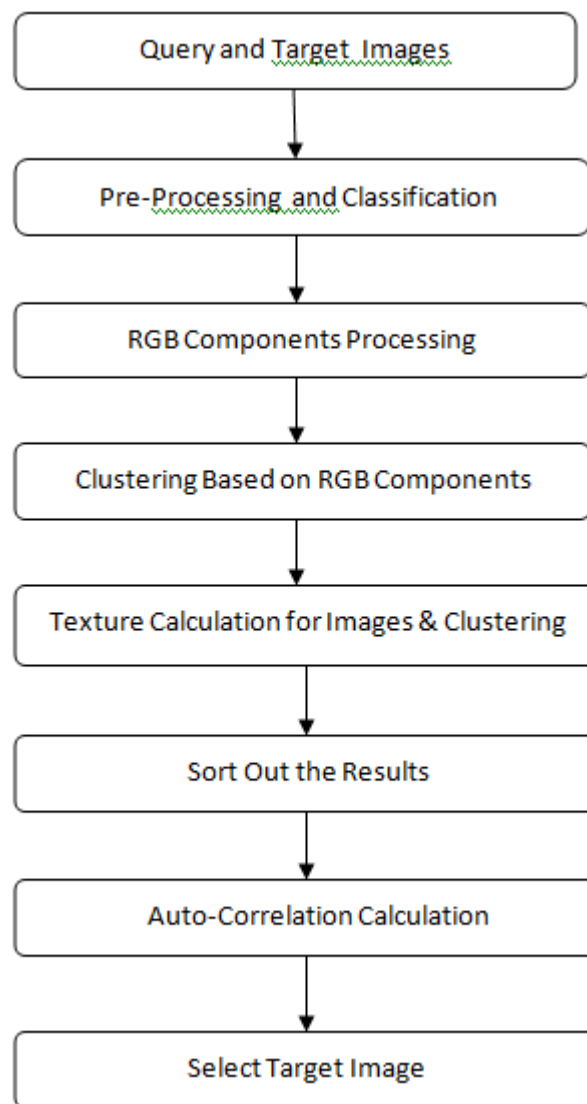 Query and Target Images
Pre-Processing and Classification
RGB Components Processing
Clustering Based on RGB Components
Texture Calculation for Images & Clustering
Sort Out the Results
Auto-Correlation Calculation
Select Target Image